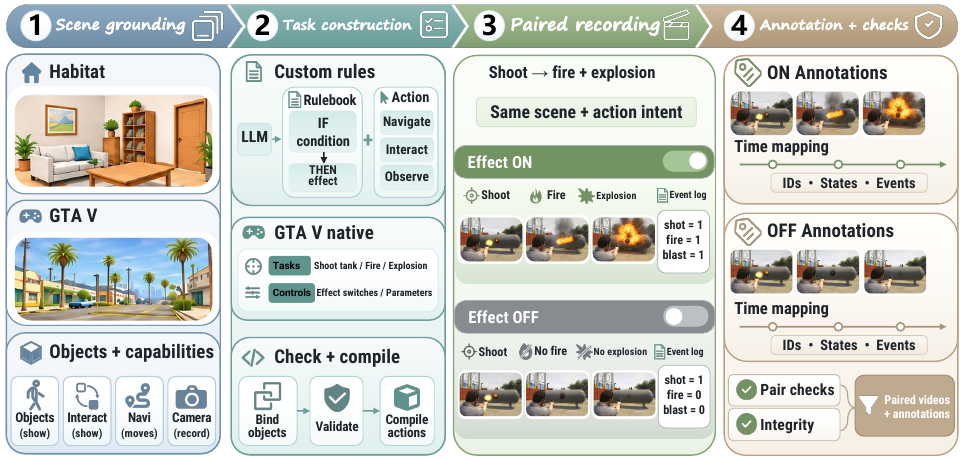 1 Scene grounding
2 Task construction
3 Paired recording
4 Annotation + checks
Habitat
GTA V
Objects + capabilities
Objects
(show)
Interact
(show)
Navi
(moves)
Camera
(record)
Custom rules
LLM
Rulebook
IF
condition
THEN
effect
+
Action
Navigate
Interact
Observe
GTA V native
Tasks Shoot tank / Fire / Explosion
Controls Effect switches / Parameters
Check + compile
Bind
objects
Validate
Compile
actions
Shoot → fire + explosion
Same scene + action intent
Effect ON
Shoot Fire Explosion Event log
shot = 1
fire = 1
blast = 1
Effect OFF
Shoot No fire No explosion Event log
shot = 1
fire = 0
blast = 0
ON Annotations
Time mapping
IDs • States • Events
OFF Annotations
Time mapping
IDs • States • Events
Pair checks
Integrity
Paired videos
+ annotations